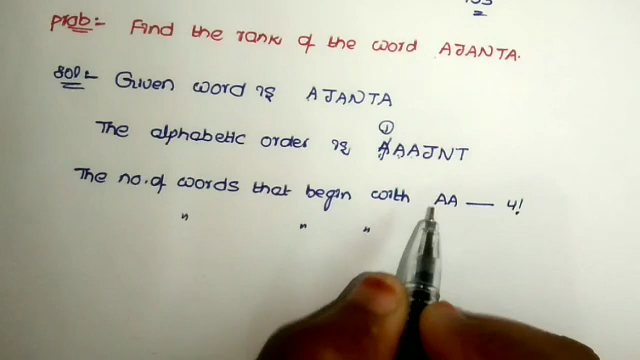 prob:- Find the rank of the word AJANTA.
Sol:- Given word is AJANTA
①
The alphabetic order is AAAJNT
The no. of words that begin with AA — 4!
" " "